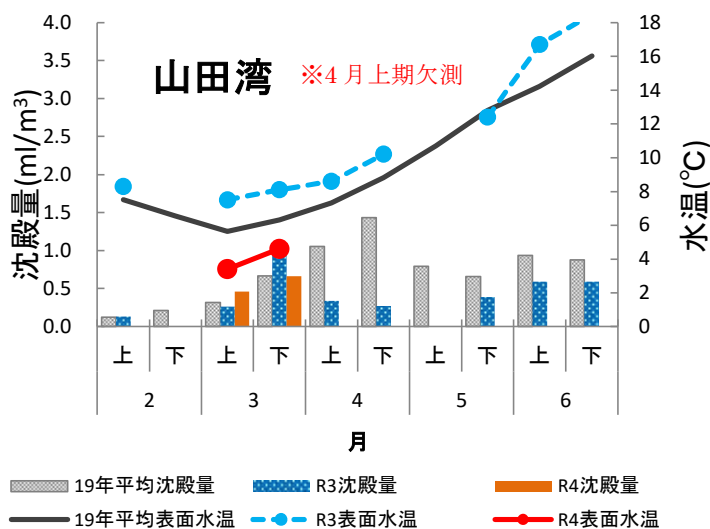 山田湾 ※4月上期欠測
沈殿量(ml/m³)
4.0
3.5
3.0
2.5
2.0
1.5
1.0
0.5
0.0
18
16
14
12
10
8
6
4
2
0
水温(℃)
上 下 上 下 上 下 上 下 上 下
2 3 4 5 6
月
19年平均沈殿量 R3沈殿量 R4沈殿量
19年平均表面水温 R3表面水温 R4表面水温